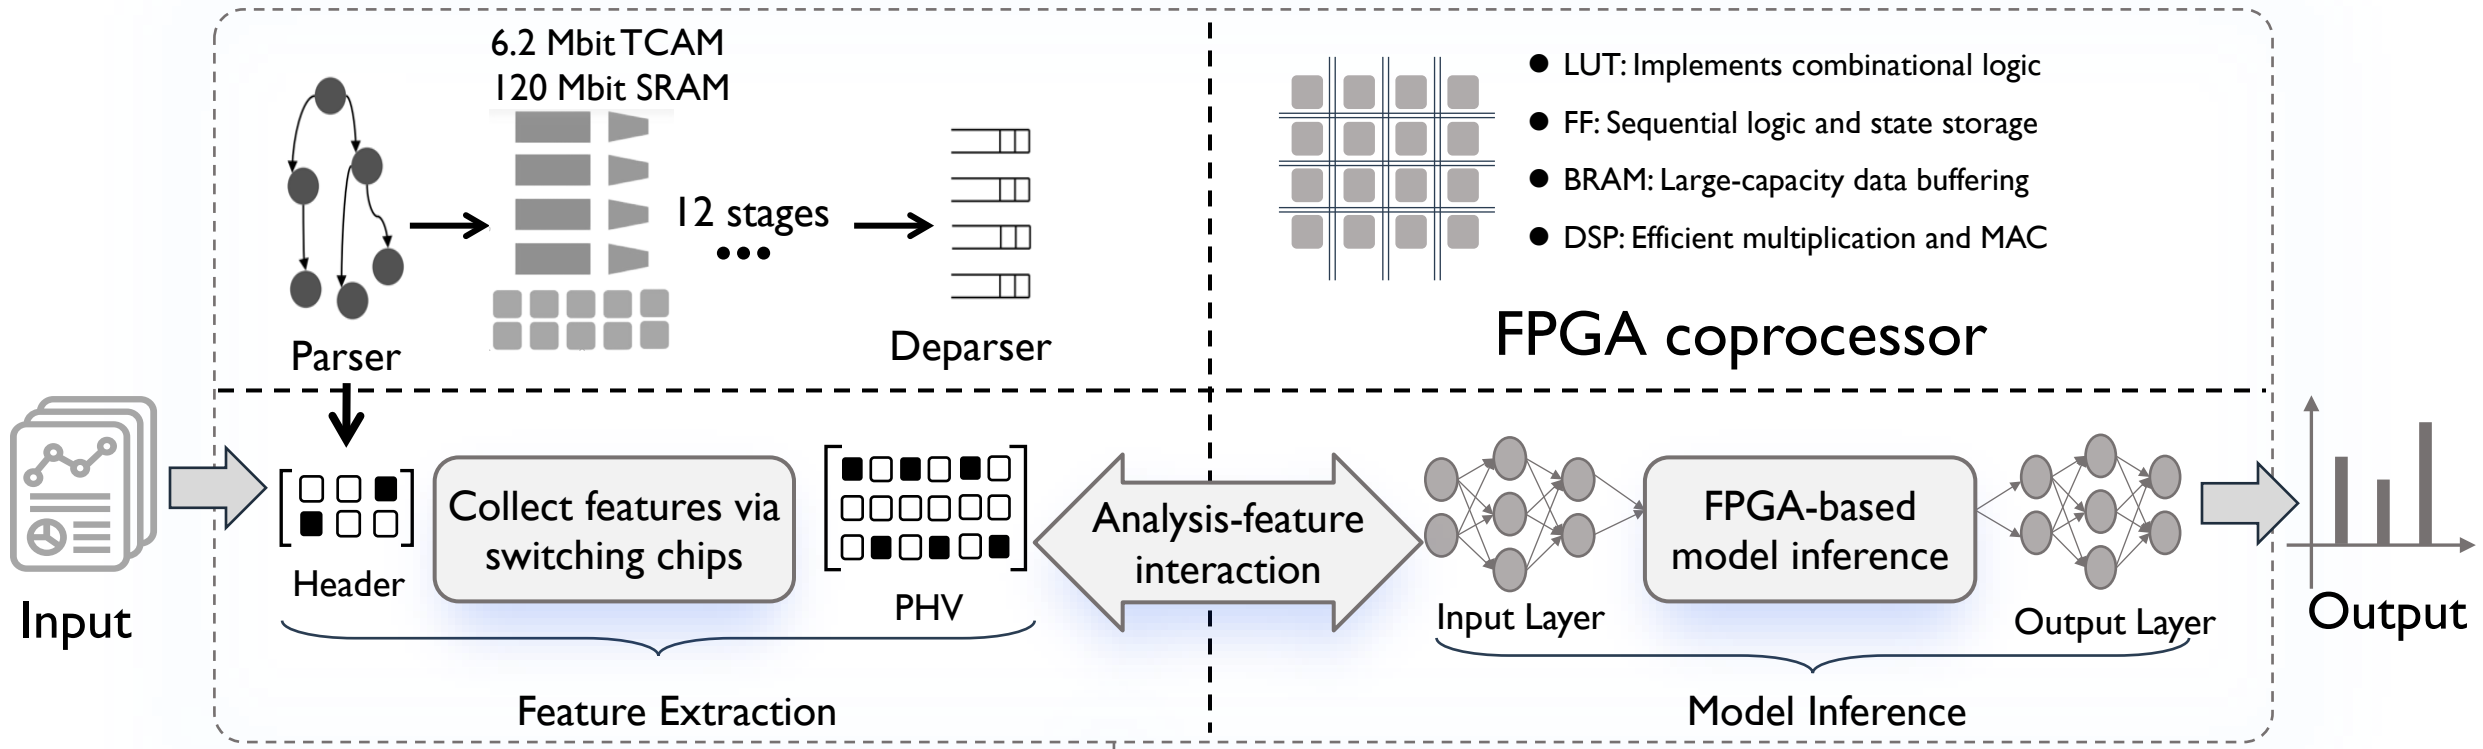 6.2 Mbit TCAM
120 Mbit SRAM
12 stages
Parser
Deparser
LUT: Implements combinational logic
FF: Sequential logic and state storage
BRAM: Large-capacity data buffering
DSP: Efficient multiplication and MAC
FPGA coprocessor
Input
Header
Collect features via
switching chips
PHV
Analysis-feature
interaction
Input Layer
FPGA-based
model inference
Output Layer
Output
Feature Extraction
Model Inference